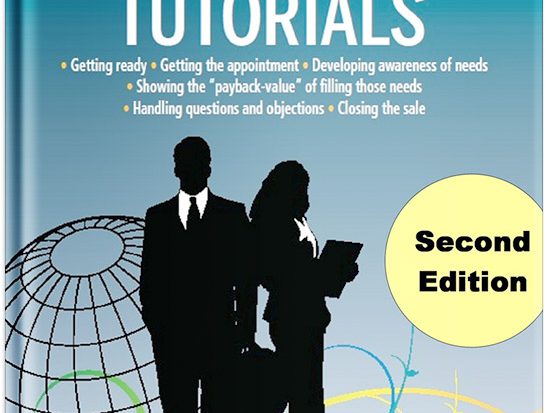 TUTORIALS
• Getting ready • Getting the appointment • Developing awareness of needs
• Showing the "payback-value" of filling those needs
• Handling questions and objections • Closing the sale
Second
Edition